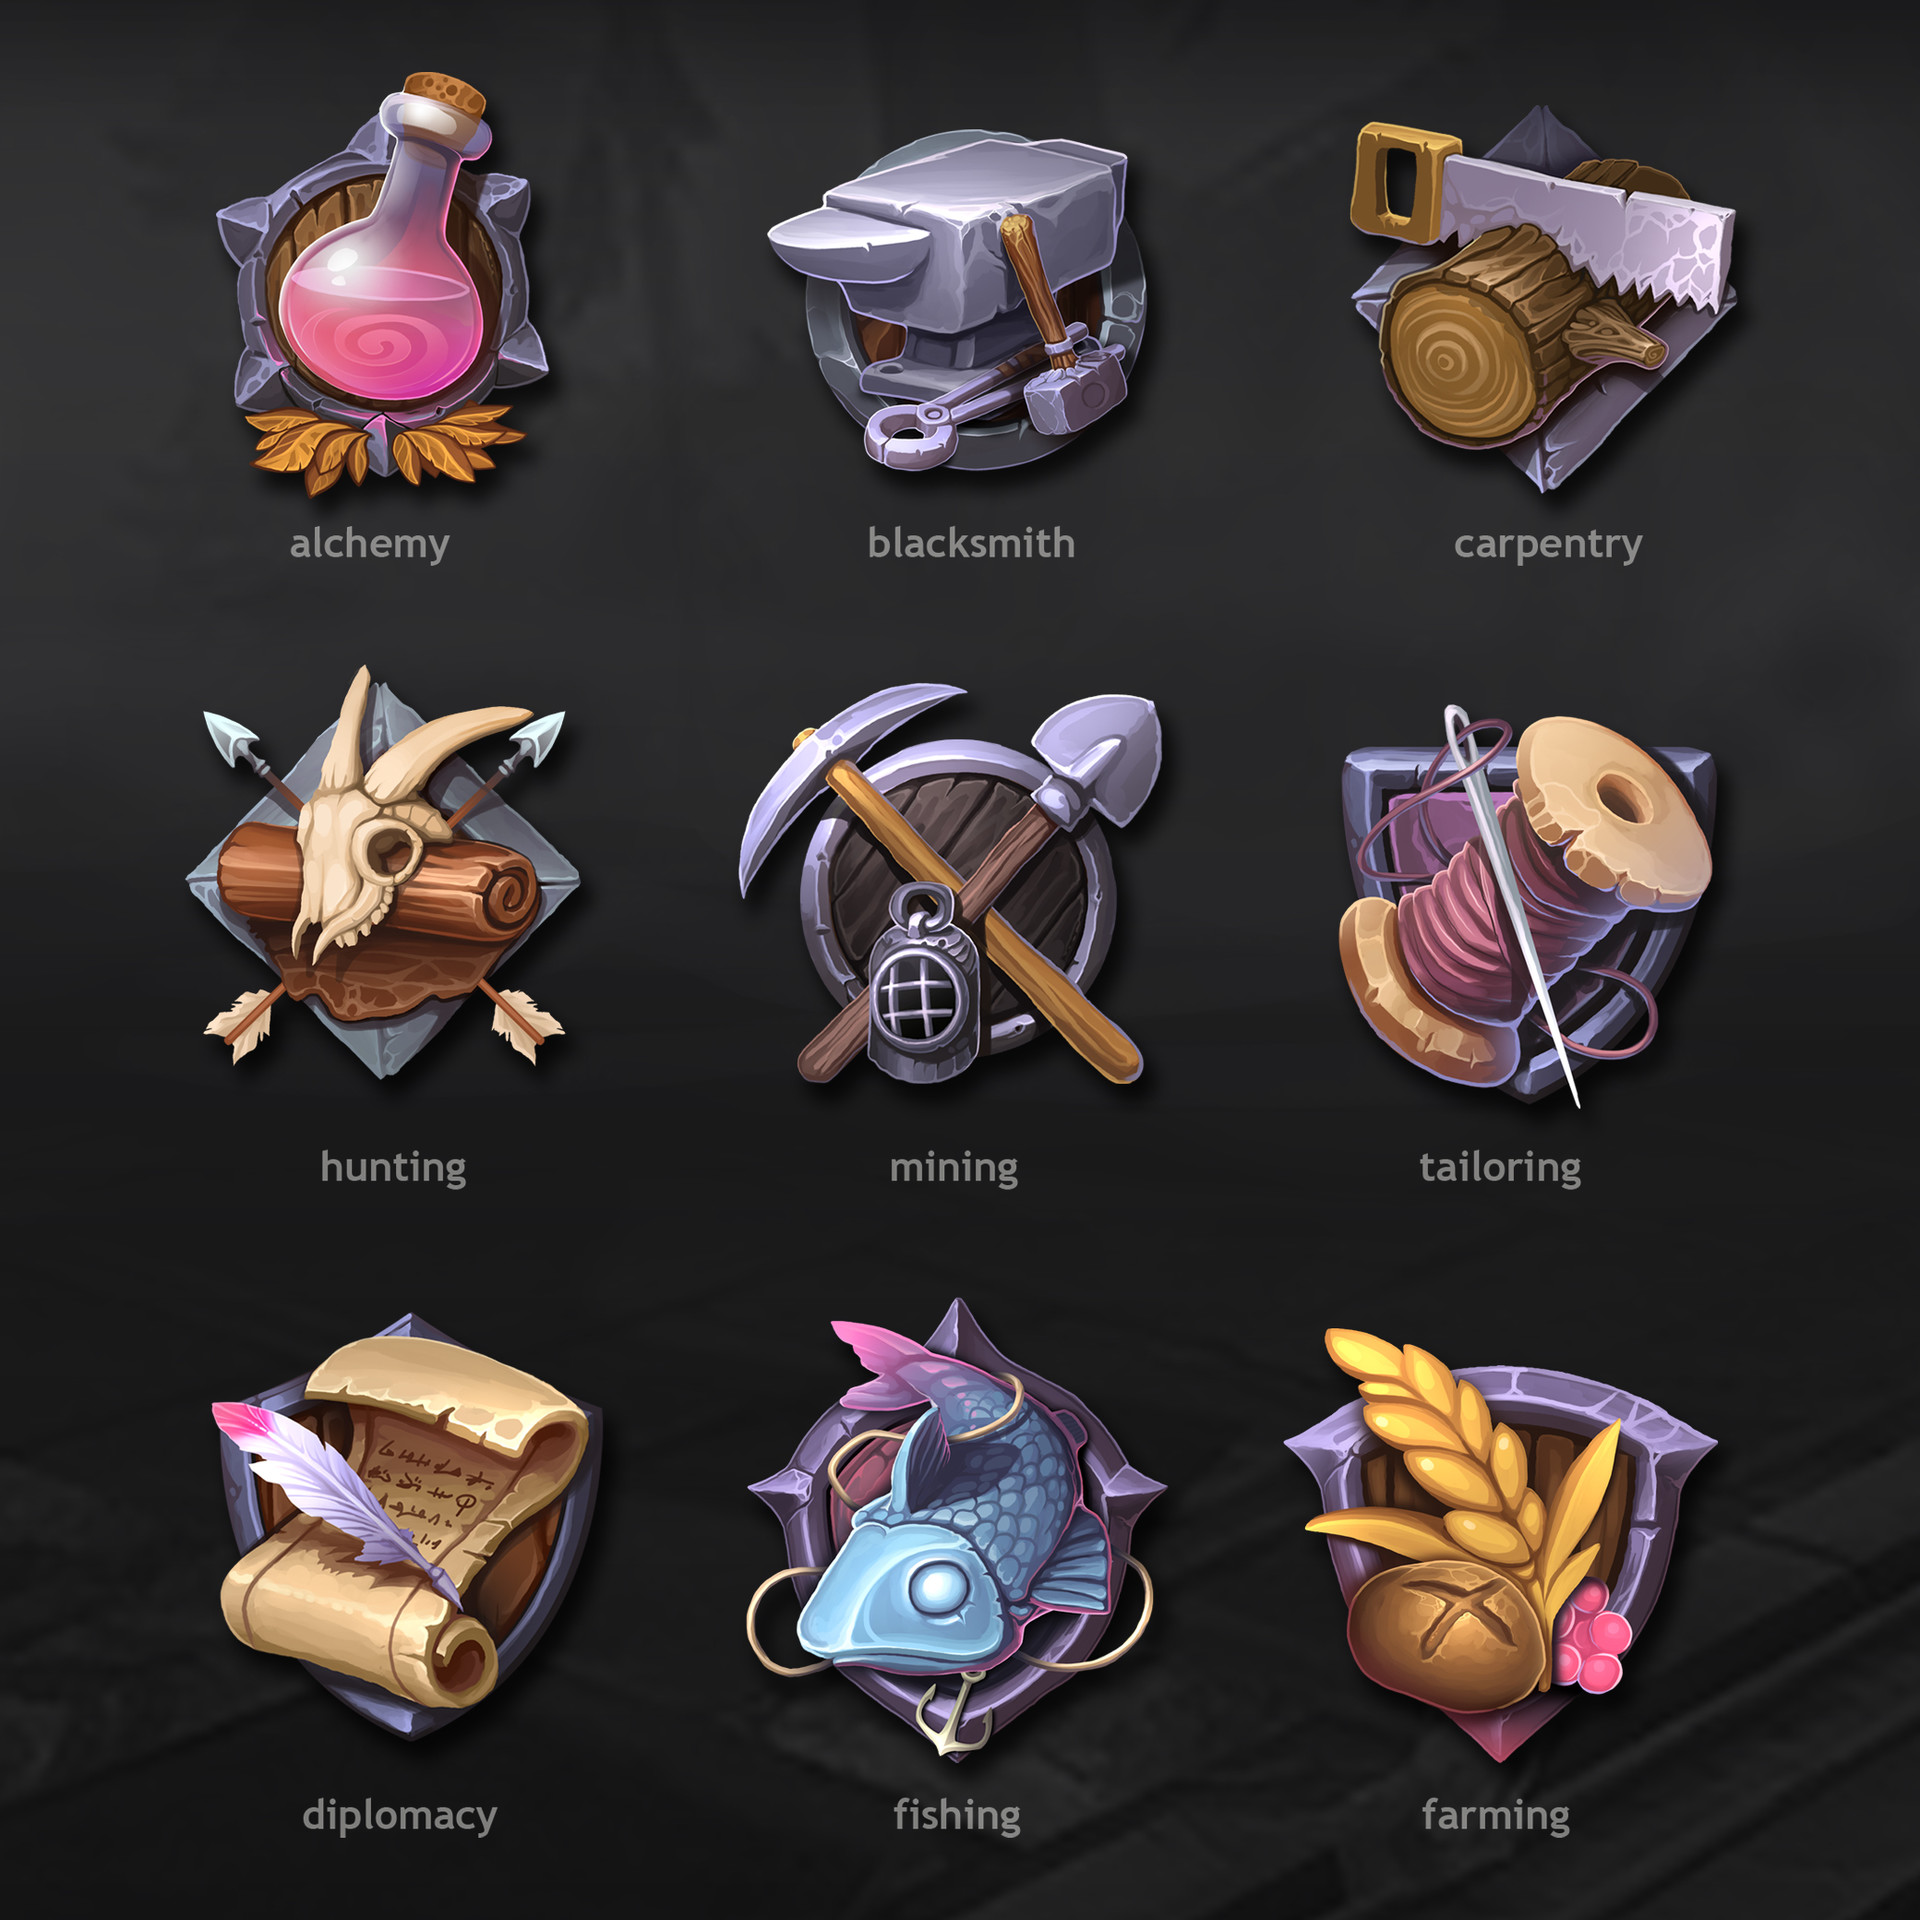 alchemy
blacksmith
carpentry
hunting
mining
tailoring
diplomacy
fishing
farming